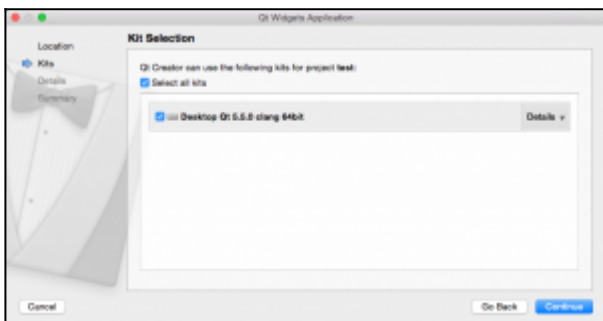 Qt Widgets Application
Location
Kits
Details
Summary
Kit Selection
Qt Creator can use the following kits for project test:
Select all kits
Desktop Qt 5.5.0 clang 64bit
Details
Cancel
Go Back
Continue